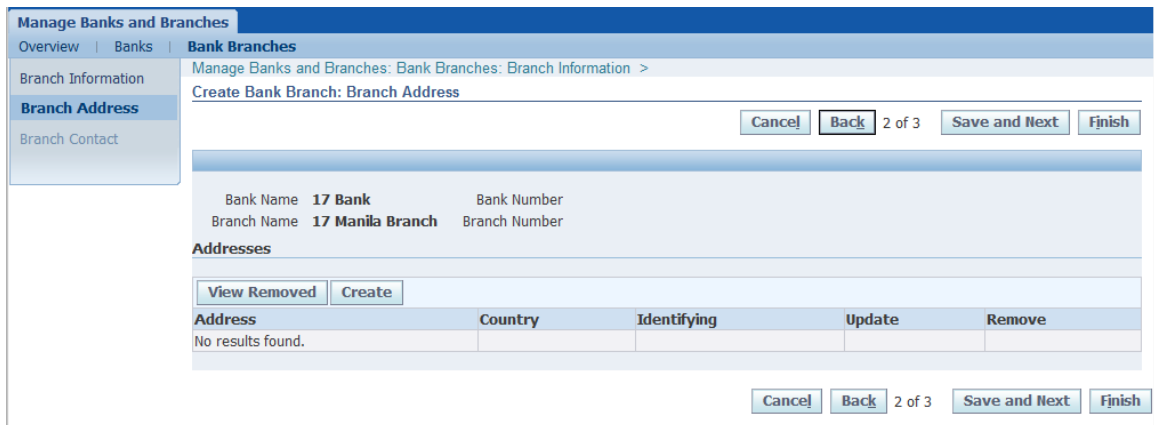 Manage Banks and Branches
Overview | Banks | Bank Branches
Branch Information
Branch Address
Branch Contact
Manage Banks and Branches: Bank Branches: Branch Information >
Create Bank Branch: Branch Address
Cancel Back 2 of 3 Save and Next Finish
Bank Name 17 Bank Bank Number
Branch Name 17 Manila Branch Branch Number
Addresses
View Removed Create
Address Country Identifying Update Remove
No results found.
Cancel Back 2 of 3 Save and Next Finish